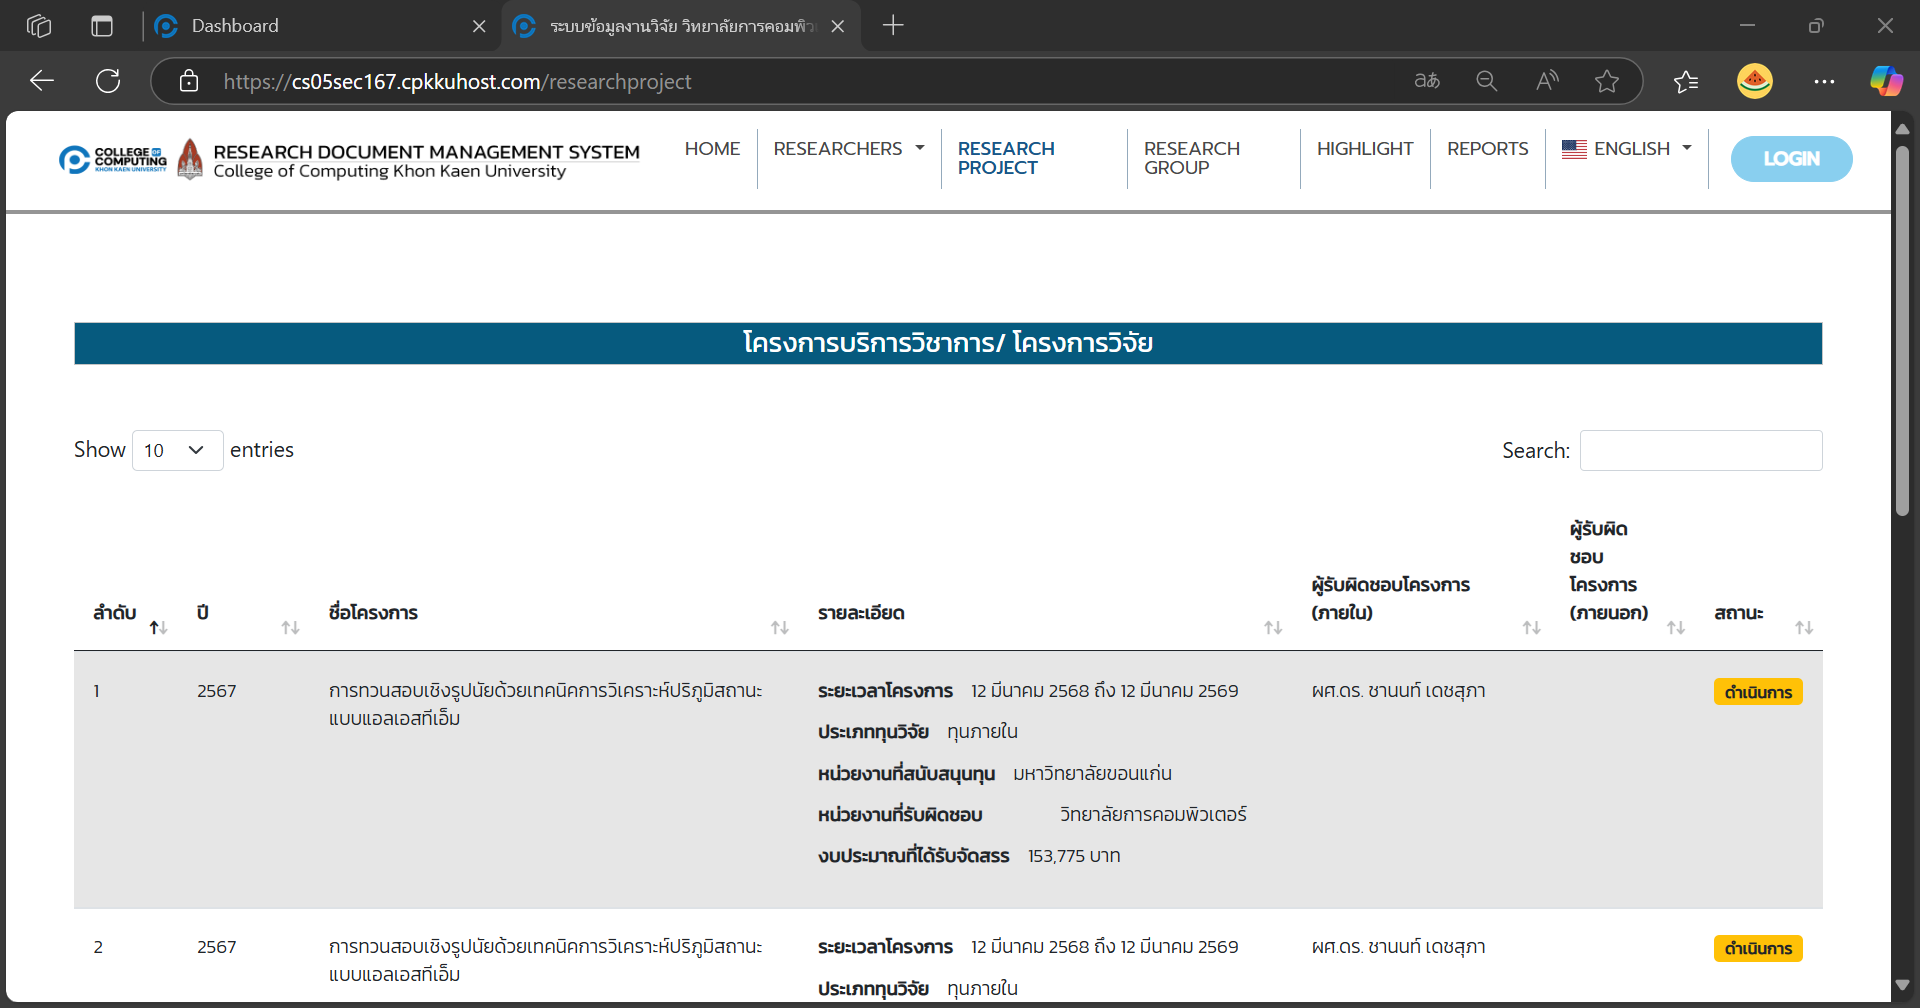 Dashboard
ระบบข้อมูลงานวิจัย วิทยาลัยการคอมพิว
https://cs05sec167.cpkkuhost.com/researchproject
COLLEGE OF COMPUTING
KHON KAEN UNIVERSITY
RESEARCH DOCUMENT MANAGEMENT SYSTEM
College of Computing Khon Kaen University
HOME
RESEARCHERS
RESEARCH PROJECT
RESEARCH GROUP
HIGHLIGHT
REPORTS
ENGLISH
LOGIN
โครงการบริการวิชาการ/ โครงการวิจัย
Show 10 entries
Search:
ลำดับ
ปี
ชื่อโครงการ
รายละเอียด
ผู้รับผิดชอบโครงการ
(ภายใน)
ผู้รับผิด
ชอบ
โครงการ
(ภายนอก)
สถานะ
1
2567
การทวนสอบเชิงรูปนัยด้วยเทคนิคการวิเคราะห์ปริภูมิสถานะ
แบบแอลเอสทีเอ็ม
ระยะเวลาโครงการ 12 มีนาคม 2568 ถึง 12 มีนาคม 2569
ประเภททุนวิจัย ทุนภายใน
หน่วยงานที่สนับสนุนทุน มหาวิทยาลัยขอนแก่น
หน่วยงานที่รับผิดชอบ วิทยาลัยการคอมพิวเตอร์
งบประมาณที่ได้รับจัดสรร 153,775 บาท
ผศ.ดร. ชานนท์ เดชสุภา
ดำเนินการ
2
2567
การทวนสอบเชิงรูปนัยด้วยเทคนิคการวิเคราะห์ปริภูมิสถานะ
แบบแอลเอสทีเอ็ม
ระยะเวลาโครงการ 12 มีนาคม 2568 ถึง 12 มีนาคม 2569
ประเภททุนวิจัย ทุนภายใน
ผศ.ดร. ชานนท์ เดชสุภา
ดำเนินการ